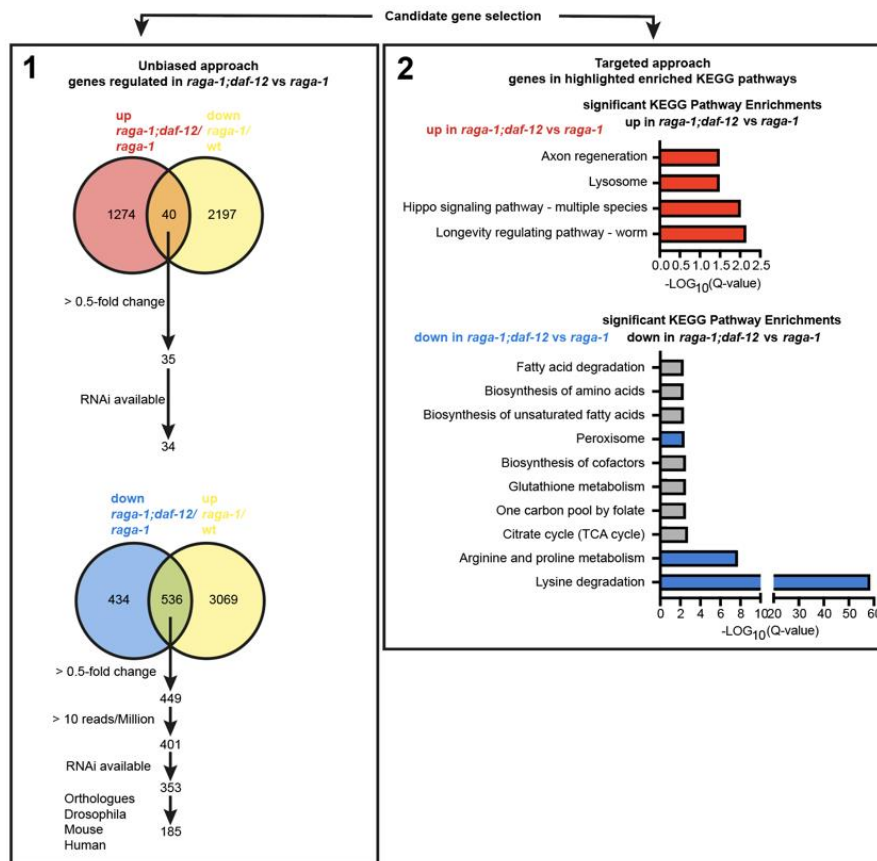 Candidate gene selection
1
Unbiased approach
genes regulated in raga-1;daf-12 vs raga-1
up
raga-1;daf-12/
raga-1
down
raga-1/
wt
1274
40
2197
> 0.5-fold change
35
RNAi available
34
down
raga-1;daf-12/
raga-1
up
raga-1/
wt
434
536
3069
> 0.5-fold change
449
> 10 reads/Million
401
RNAi available
353
Orthologues
Drosophila
Mouse
Human
185
2
Targeted approach
genes in highlighted enriched KEGG pathways
significant KEGG Pathway Enrichments
up in raga-1;daf-12 vs raga-1
up in raga-1;daf-12 vs raga-1
Axon regeneration
Lysosome
Hippo signaling pathway - multiple species
Longevity regulating pathway - worm
0.0 0.5 1.0 1.5 2.0 2.5
-LOG10(Q-value)
significant KEGG Pathway Enrichments
down in raga-1;daf-12 vs raga-1
down in raga-1;daf-12 vs raga-1
Fatty acid degradation
Biosynthesis of amino acids
Biosynthesis of unsaturated fatty acids
Peroxisome
Biosynthesis of cofactors
Glutathione metabolism
One carbon pool by folate
Citrate cycle (TCA cycle)
Arginine and proline metabolism
Lysine degradation
0 2 4 6 8 10 20 30 40 50 60
-LOG10(Q-value)